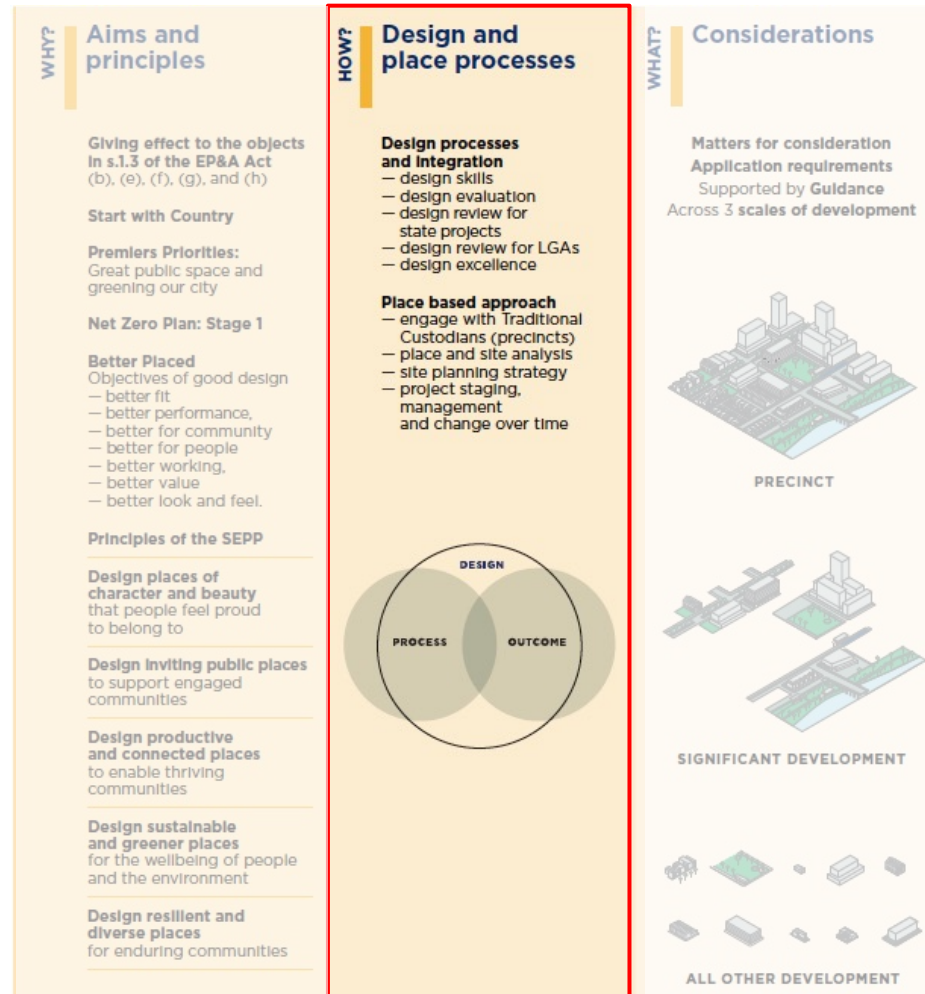 WHY?
Aims and
principles
Giving effect to the objects
in s.1.3 of the EP&A Act
(b), (e), (f), (g), and (h)
Start with Country
Premiers Priorities:
Great public space and
greening our city
Net Zero Plan: Stage 1
Better Placed
Objectives of good design
— better fit
— better performance,
— better for community
— better for people
— better working,
— better value
— better look and feel.
Principles of the SEPP
Design places of
character and beauty
that people feel proud
to belong to
Design inviting public places
to support engaged
communities
Design productive
and connected places
to enable thriving
communities
Design sustainable
and greener places
for the wellbeing of people
and the environment
Design resilient and
diverse places
for enduring communities
HOW?
Design and
place processes
Design processes
and integration
— design skills
— design evaluation
— design review for
state projects
— design review for LGAs
— design excellence
Place based approach
— engage with Traditional
Custodians (precincts)
— place and site analysis
— site planning strategy
— project staging,
management
and change over time
DESIGN
PROCESS
OUTCOME
WHAT?
Considerations
Matters for consideration
Application requirements
Supported by Guidance
Across 3 scales of development
PRECINCT
SIGNIFICANT DEVELOPMENT
ALL OTHER DEVELOPMENT